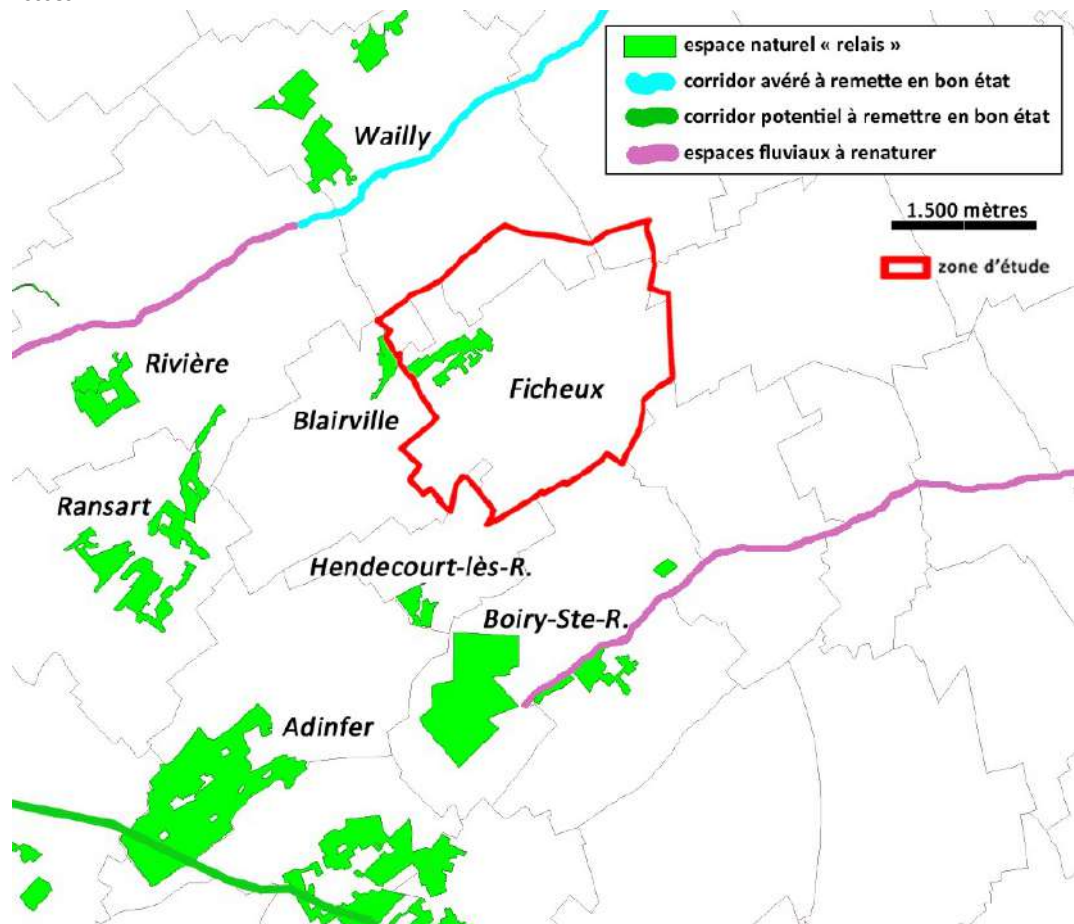 espace naturel « relais »
corridor avéré à remette en bon état
corridor potentiel à remettre en bon état
espaces fluviaux à renaturer
1.500 mètres
zone d'étude
Wailly
Rivière
Blairville
Ficheux
Ransart
Hendecourt-lès-R.
Boiry-Ste-R.
Adinfer